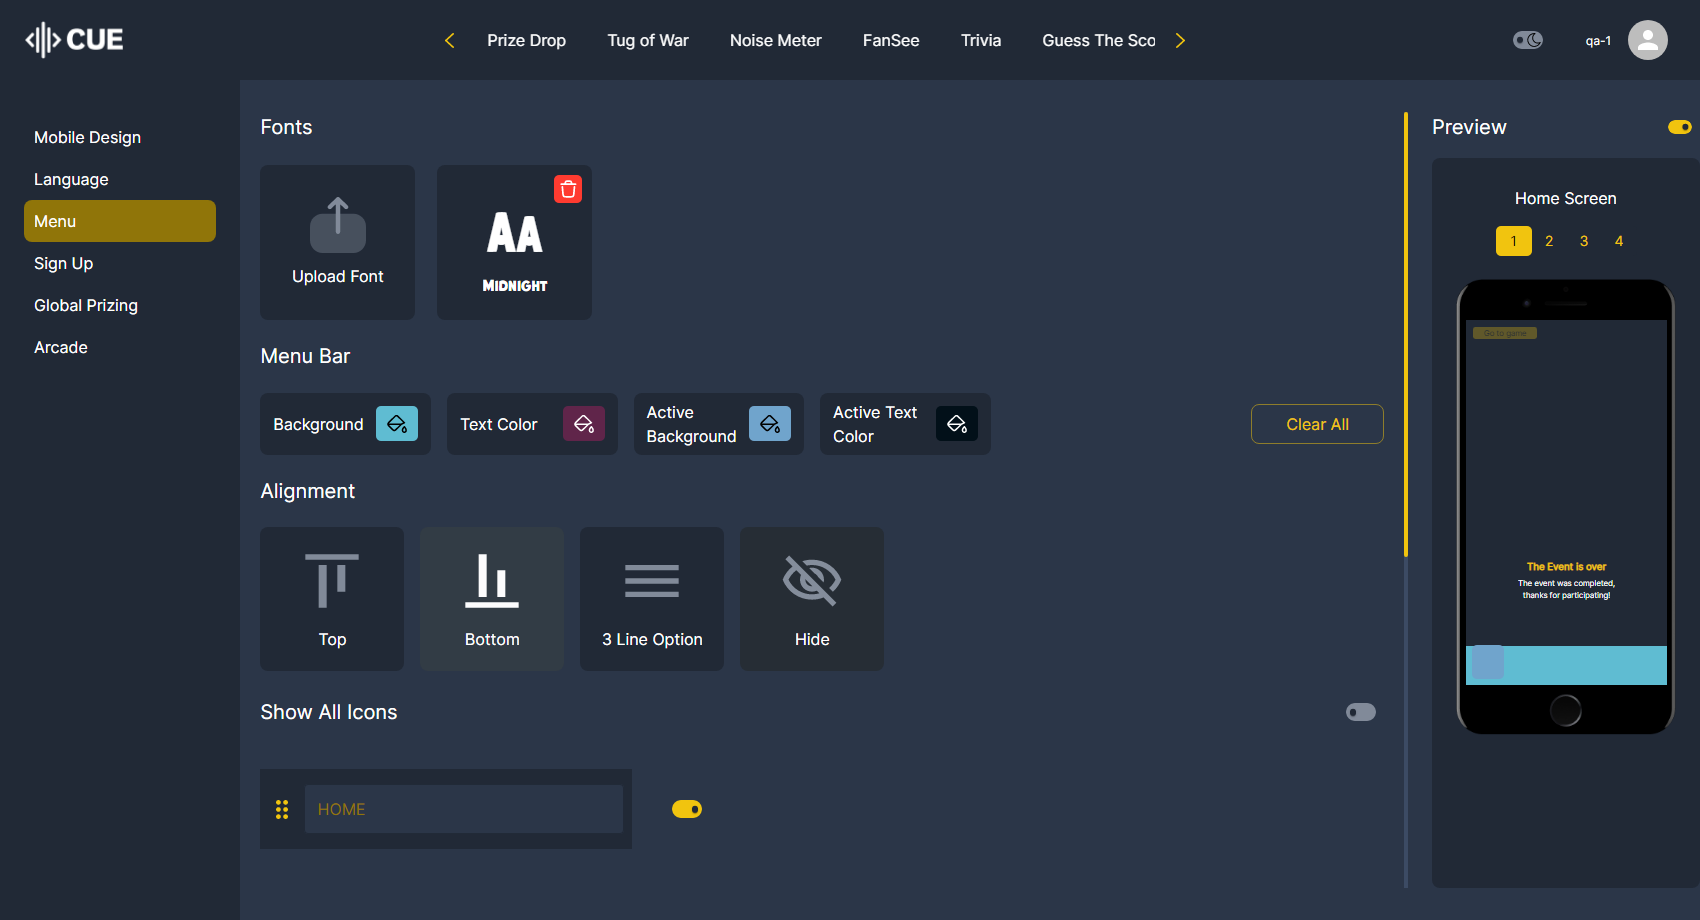 CUE
Prize Drop
Tug of War
Noise Meter
FanSee
Trivia
Guess The Sco
qa-1
Mobile Design
Language
Menu
Sign Up
Global Prizing
Arcade
Fonts
Upload Font
AA
MIDNIGHT
Menu Bar
Background
Text Color
Active
Background
Active Text
Color
Clear All
Alignment
Top
Bottom
3 Line Option
Hide
Show All Icons
HOME
Preview
Home Screen
1 2 3 4
Go to game
The Event is over
The event was completed,
thanks for participating!